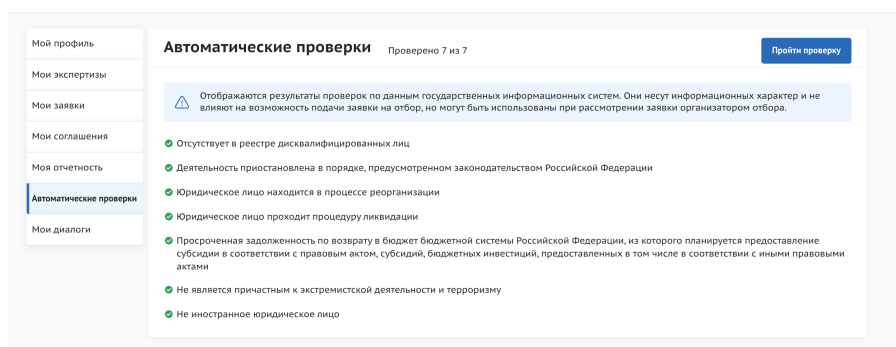 Мой профиль
Мои экспертизы
Мои заявки
Мои соглашения
Моя отчетность
Автоматические проверки
Мои диалоги
Автоматические проверки Проверено 7 из 7
Пройти проверку
Отображаются результаты проверок по данным государственных информационных систем. Они несут информационных характер и не
влияют на возможность подачи заявки на отбор, но могут быть использованы при рассмотрении заявки организатором отбора.
Отсутствует в реестре дисквалифицированных лиц
Деятельность приостановлена в порядке, предусмотренном законодательством Российской Федерации
Юридическое лицо находится в процессе реорганизации
Юридическое лицо проходит процедуру ликвидации
Просроченная задолженность по возврату в бюджет бюджетной системы Российской Федерации, из которого планируется предоставление
субсидии в соответствии с правовым актом, субсидий, бюджетных инвестиций, предоставленных в том числе в соответствии с иными правовыми
актами
Не является причастным к экстремистской деятельности и терроризму
Не иностранное юридическое лицо